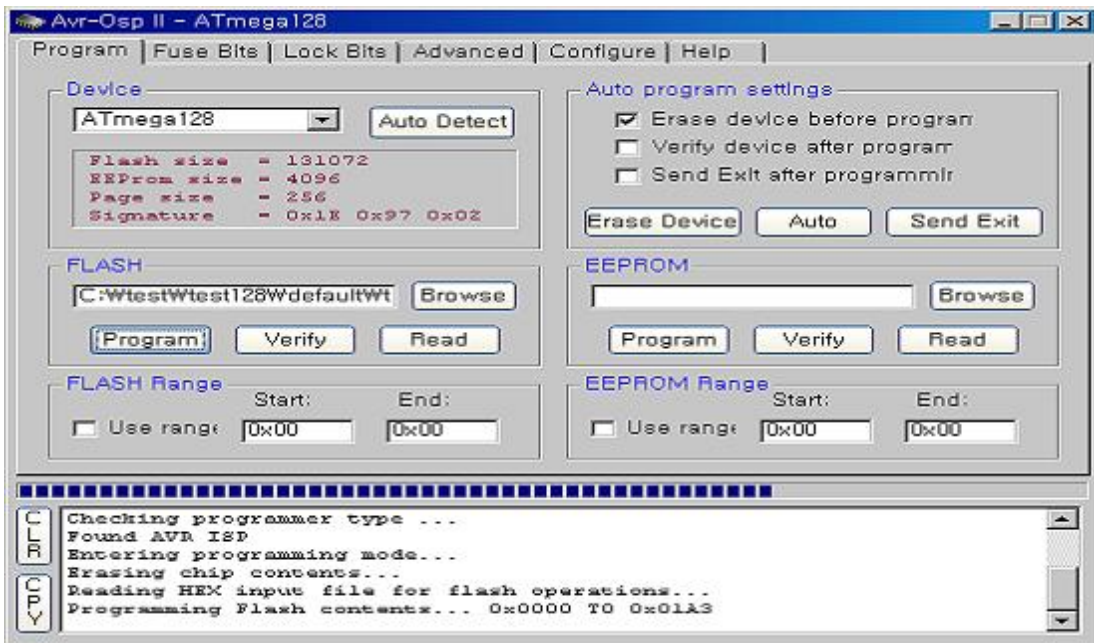 Avr-Osp II - ATmega128
Program | Fuse Bits | Lock Bits | Advanced | Configure | Help |
Device
ATmega128
Auto Detect
Flash size = 131072
EEProm size = 4096
Page size = 256
Signature = 0x1E 0x97 0x02
Auto program settings
Erase device before progran
Verify device after progran
Send Exit after programmir
Erase Device
Auto
Send Exit
FLASH
C:₩test₩test128₩default₩t
Browse
Program
Verify
Read
EEPROM
Browse
Program
Verify
Read
FLASH Range
Start: End:
Use range 0x00 0x00
EEPROM Range
Start: End:
Use range 0x00 0x00
CLR
CPY
Checking programmer type ...
Found AVR ISP
Entering programming mode...
Erasing chip contents...
Reading HEX input file for flash operations...
Programming Flash contents... 0x0000 TO 0x01A3